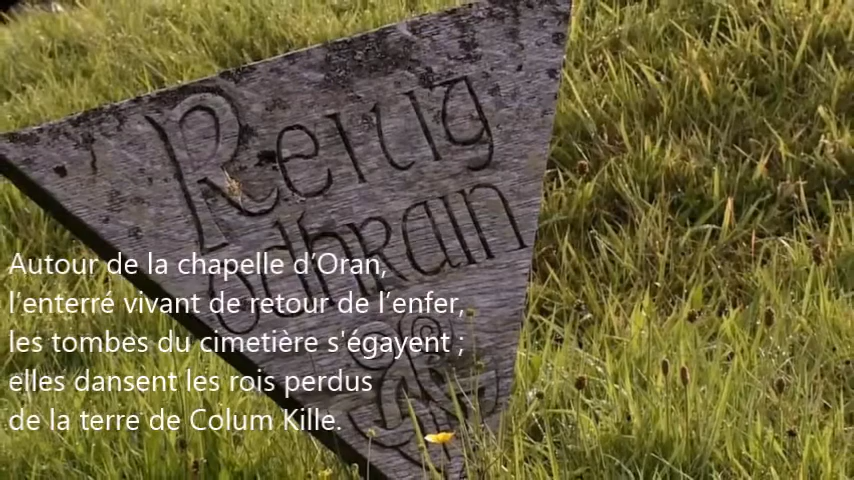 Reilig
Odhrain
Autour de la chapelle d’Oran,
l’enterré vivant de retour de l’enfer,
les tombes du cimetière s'égayent ;
elles dansent les rois perdus
de la terre de Colum Kille.